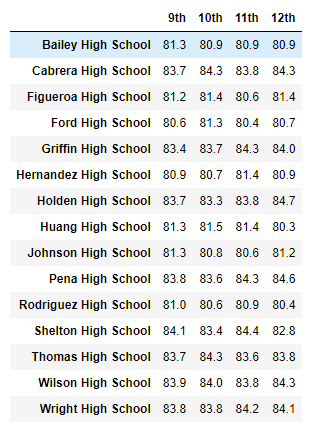 9th 10th 11th 12th
Bailey High School 81.3 80.9 80.9 80.9
Cabrera High School 83.7 84.3 83.8 84.3
Figueroa High School 81.2 81.4 80.6 81.4
Ford High School 80.6 81.3 80.4 80.7
Griffin High School 83.4 83.7 84.3 84.0
Hernandez High School 80.9 80.7 81.4 80.9
Holden High School 83.7 83.3 83.8 84.7
Huang High School 81.3 81.5 81.4 80.3
Johnson High School 81.3 80.8 80.6 81.2
Pena High School 83.8 83.6 84.3 84.6
Rodriguez High School 81.0 80.6 80.9 80.4
Shelton High School 84.1 83.4 84.4 82.8
Thomas High School 83.7 84.3 83.6 83.8
Wilson High School 83.9 84.0 83.8 84.3
Wright High School 83.8 83.8 84.2 84.1